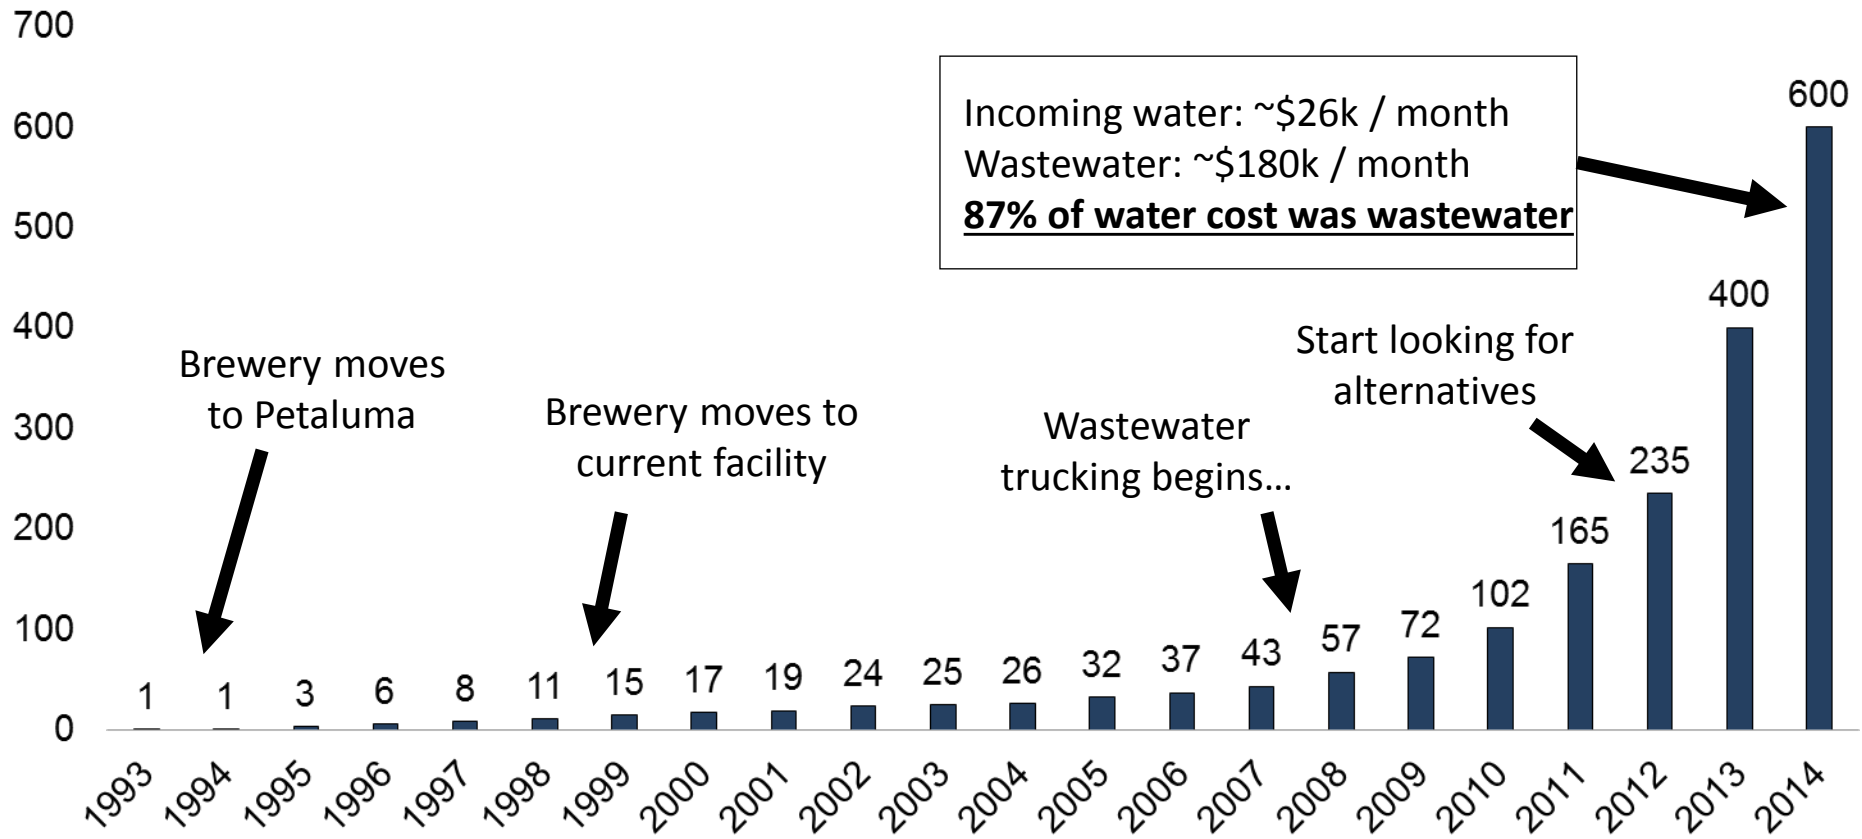 700
600
500
400
300
200
100
0
Incoming water: ~$26k / month
Wastewater: ~$180k / month
87% of water cost was wastewater
Brewery moves
to Petaluma
Brewery moves to
current facility
Wastewater
trucking begins…
Start looking for
alternatives
1 1 3 6 8 11 15 17 19 24 25 26 32 37 43 57 72 102 165 235 400 600
1993 1994 1995 1996 1997 1998 1999 2000 2001 2002 2003 2004 2005 2006 2007 2008 2009 2010 2011 2012 2013 2014